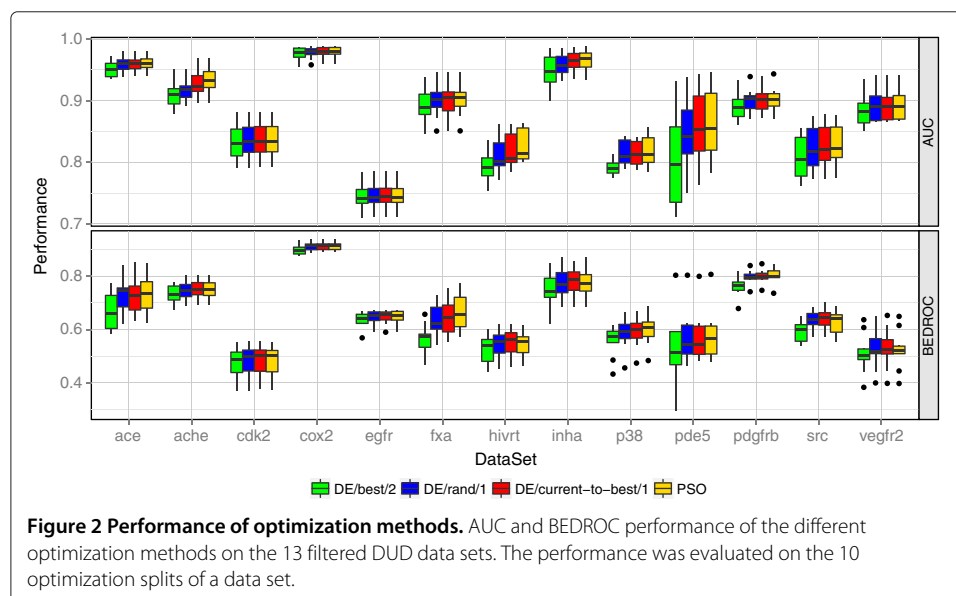 1.0
0.9
0.8
0.7
AUC
Performance
0.8
0.6
0.4
BEDROC
ace ache cdk2 cox2 egfr fxa hivrt inha p38 pde5 pdgfrb src vegfr2
DataSet
DE/best/2 DE/rand/1 DE/current−to−best/1 PSO
Figure 2 Performance of optimization methods. AUC and BEDROC performance of the different
optimization methods on the 13 filtered DUD data sets. The performance was evaluated on the 10
optimization splits of a data set.